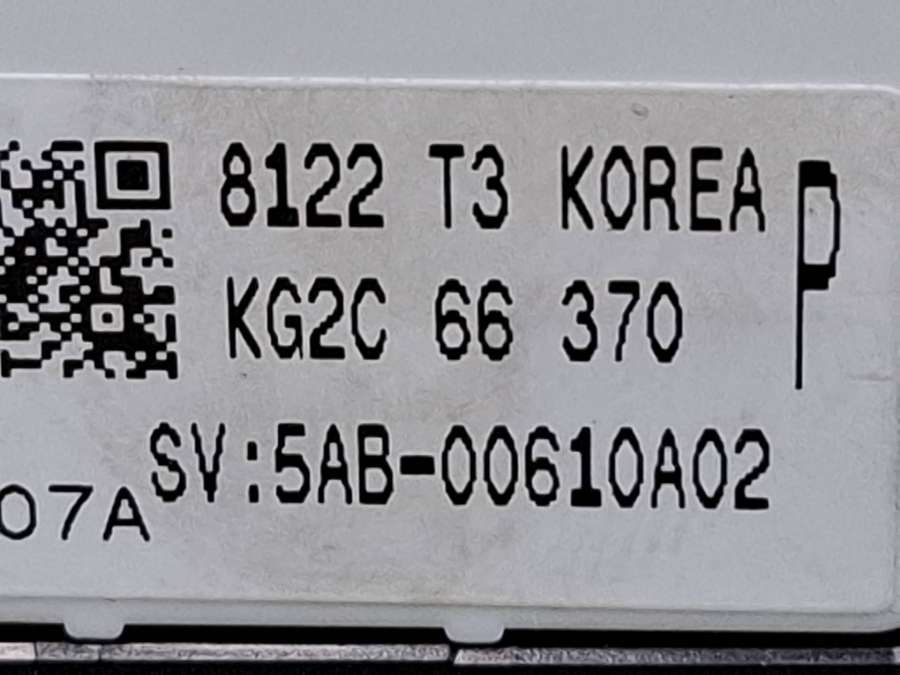 8122 T3 KOREA P
KG2C 66 370
SV:5AB-00610A02
07A